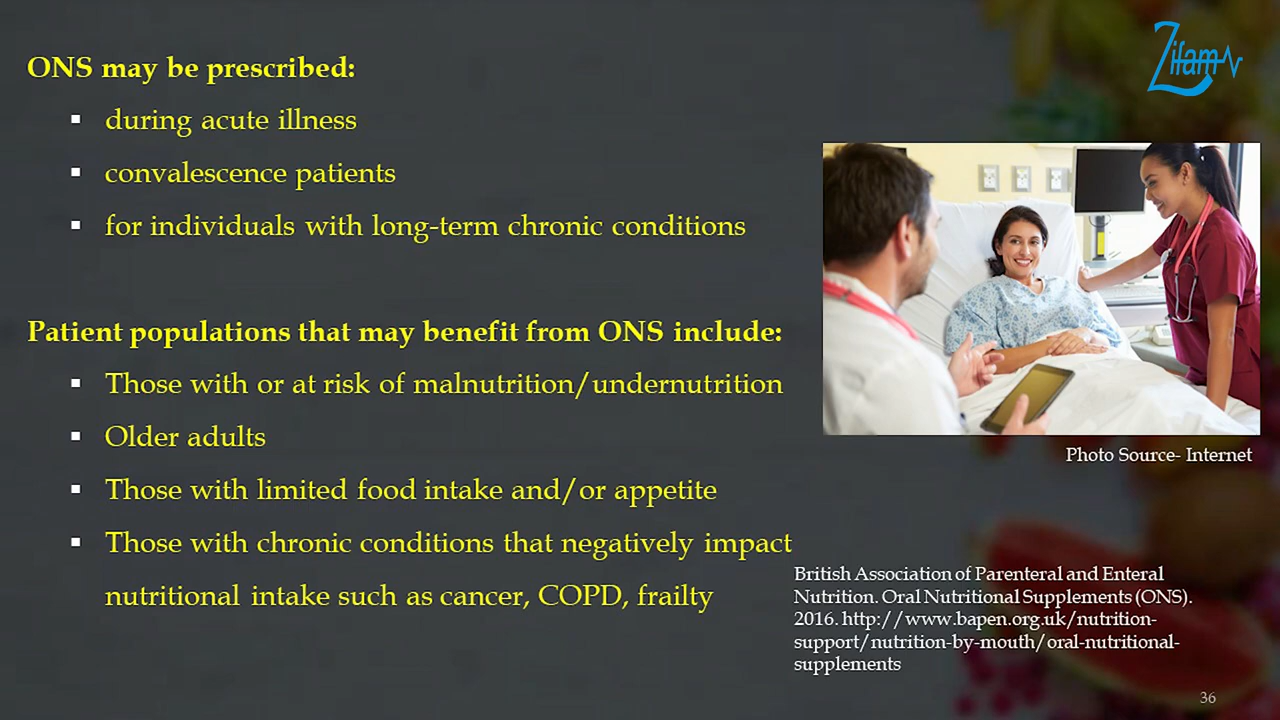 Zifam
ONS may be prescribed:
▪ during acute illness
▪ convalescence patients
▪ for individuals with long-term chronic conditions
Patient populations that may benefit from ONS include:
▪ Those with or at risk of malnutrition/undernutrition
▪ Older adults
▪ Those with limited food intake and/or appetite
▪ Those with chronic conditions that negatively impact
nutritional intake such as cancer, COPD, frailty
Photo Source- Internet
British Association of Parenteral and Enteral
Nutrition. Oral Nutritional Supplements (ONS).
2016. http://www.bapen.org.uk/nutrition-
support/nutrition-by-mouth/oral-nutritional-
supplements
36